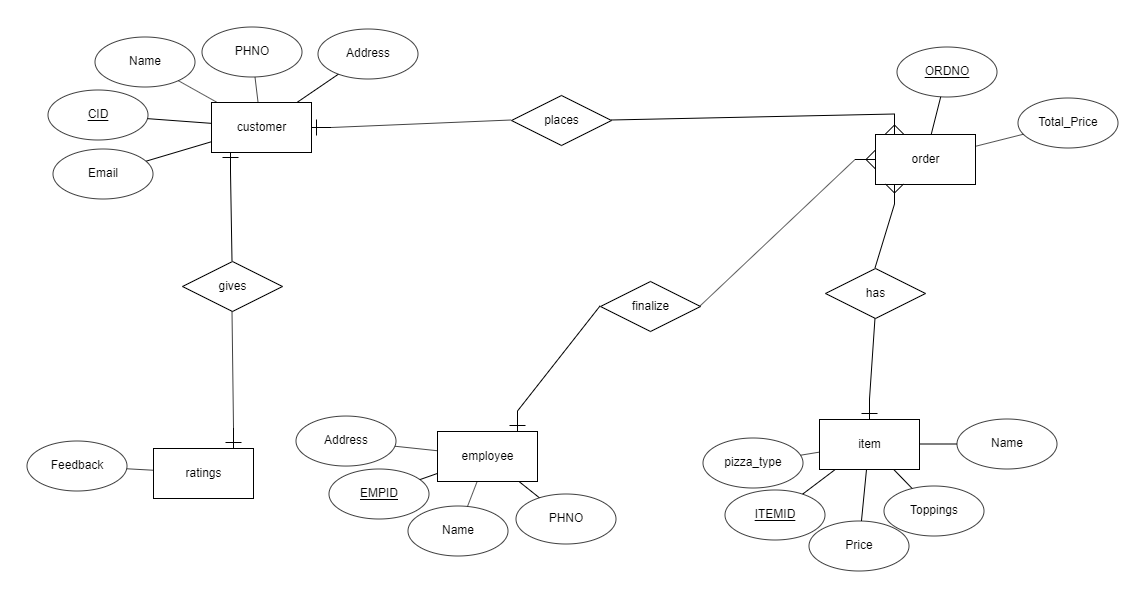 Name
PHNO
Address
ORDNO
CID
customer
places
Total_Price
order
Email
gives
finalize
has
Address
employee
item
Name
Feedback
ratings
pizza_type
EMPID
Name
PHNO
ITEMID
Toppings
Price